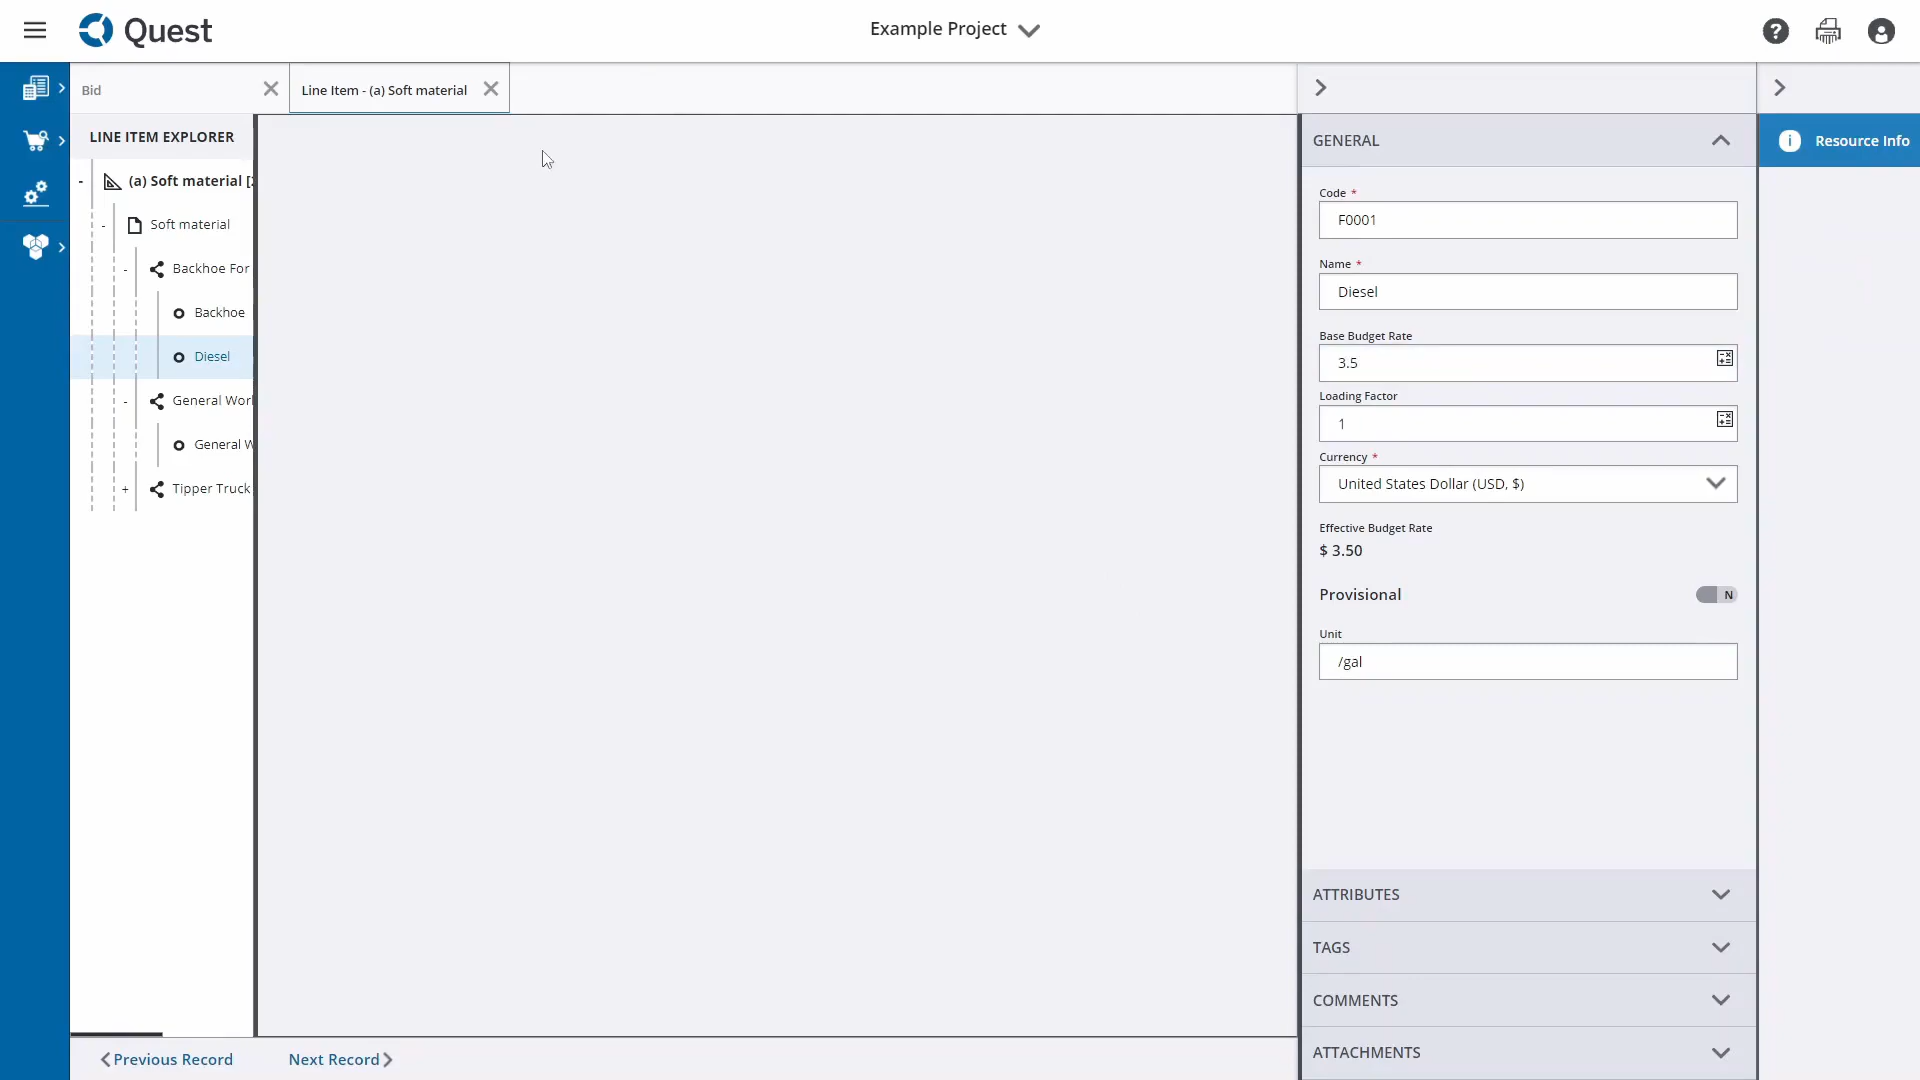 Quest
Example Project
Bid
Line Item - (a) Soft material
LINE ITEM EXPLORER
- (a) Soft material [
- Soft material
- Backhoe For
Backhoe
Diesel
- General Wor
General W
+ Tipper Truck
Previous Record
Next Record
GENERAL
Code *
F0001
Name *
Diesel
Base Budget Rate
3.5
Loading Factor
1
Currency *
United States Dollar (USD, $)
Effective Budget Rate
$ 3.50
Provisional
N
Unit
/gal
ATTRIBUTES
TAGS
COMMENTS
ATTACHMENTS
Resource Info